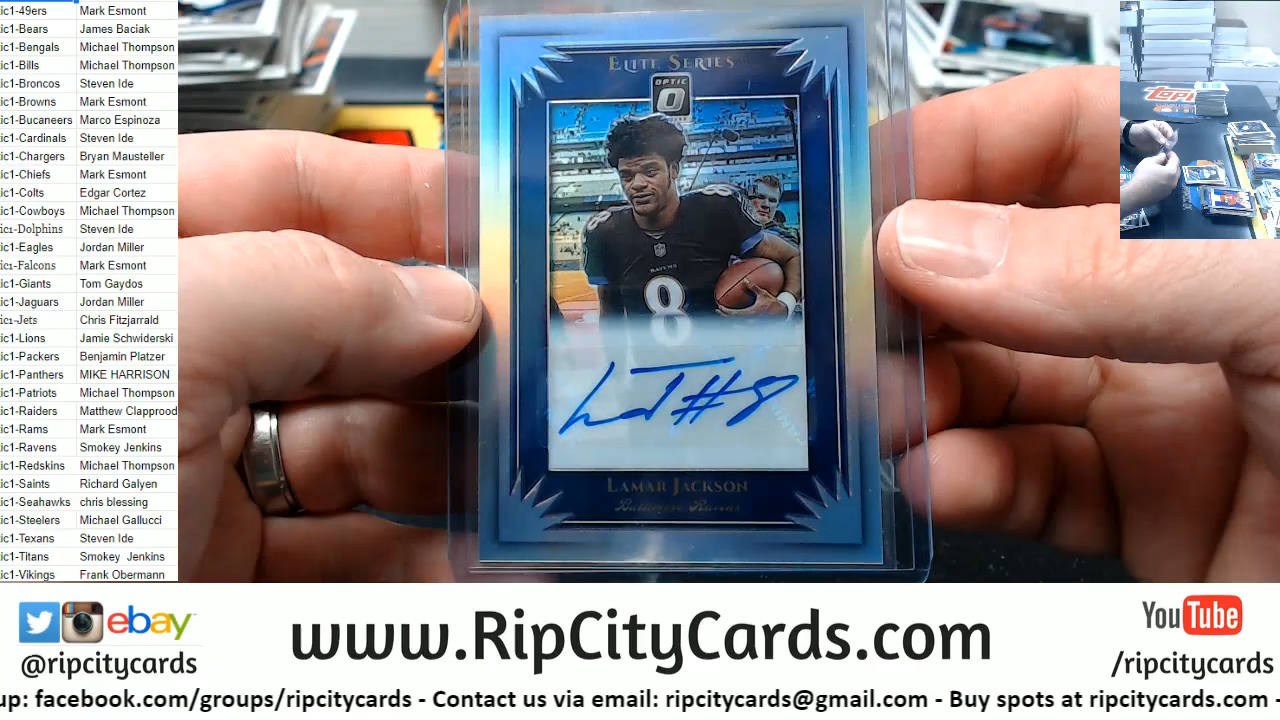 ic1-49ers Mark Esmont
ic1-Bears James Baciak
ic1-Bengals Michael Thompson
ic1-Bills Michael Thompson
ic1-Broncos Steven Ide
ic1-Browns Mark Esmont
ic1-Bucaneers Marco Espinoza
ic1-Cardinals Steven Ide
ic1-Chargers Bryan Mausteller
ic1-Chiefs Mark Esmont
ic1-Colts Edgar Cortez
ic1-Cowboys Michael Thompson
ic1-Dolphins Steven Ide
ic1-Eagles Jordan Miller
ic1-Falcons Mark Esmont
ic1-Giants Tom Gaydos
ic1-Jaguars Jordan Miller
ic1-Jets Chris Fitzjarrald
ic1-Lions Jamie Schwiderski
ic1-Packers Benjamin Platzer
ic1-Panthers MIKE HARRISON
ic1-Patriots Michael Thompson
ic1-Raiders Matthew Clapprood
ic1-Rams Mark Esmont
ic1-Ravens Smokey Jenkins
ic1-Redskins Michael Thompson
ic1-Saints Richard Galyen
ic1-Seahawks chris blessing
ic1-Steelers Michael Gallucci
ic1-Texans Steven Ide
ic1-Titans Smokey Jenkins
ic1-Vikings Frank Obermann
ELITE SERIES
OPTIC
RAVENS
8
8
#8
LAMAR JACKSON
Baltimore Ravens
TOPPS
ebay
@ripcitycards
www.RipCityCards.com
YouTube
/ripcitycards
up: facebook.com/groups/ripcitycards - Contact us via email: ripcitycards@gmail.com - Buy spots at ripcitycards.com -